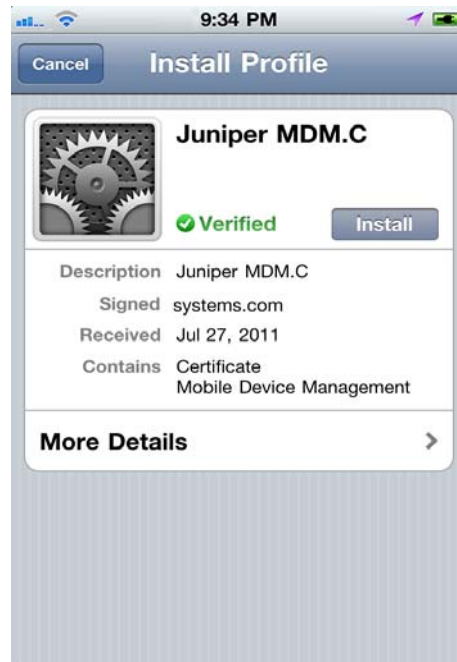 9:34 PM
Cancel
Install Profile
Juniper MDM.C
Verified
Install
Description Juniper MDM.C
Signed systems.com
Received Jul 27, 2011
Contains Certificate
Mobile Device Management
More Details